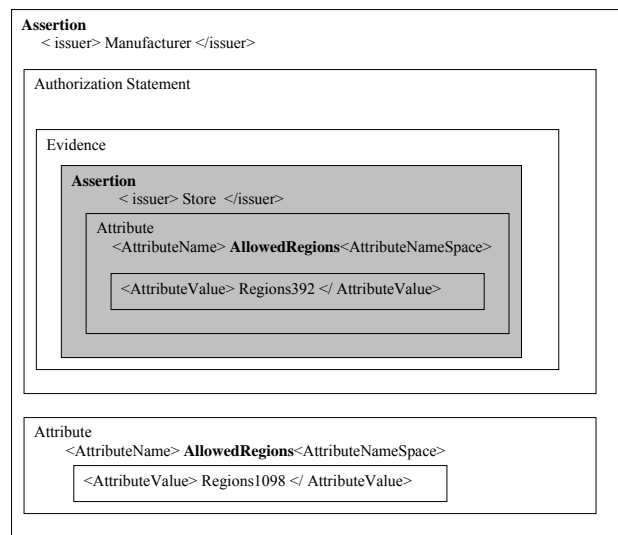 Assertion
< issuer> Manufacturer </issuer>
Authorization Statement
Evidence
Assertion
< issuer> Store </issuer>
Attribute
<AttributeName> AllowedRegions<AttributeNameSpace>
<AttributeValue> Regions392 </ AttributeValue>
Attribute
<AttributeName> AllowedRegions<AttributeNameSpace>
<AttributeValue> Regions1098 </ AttributeValue>